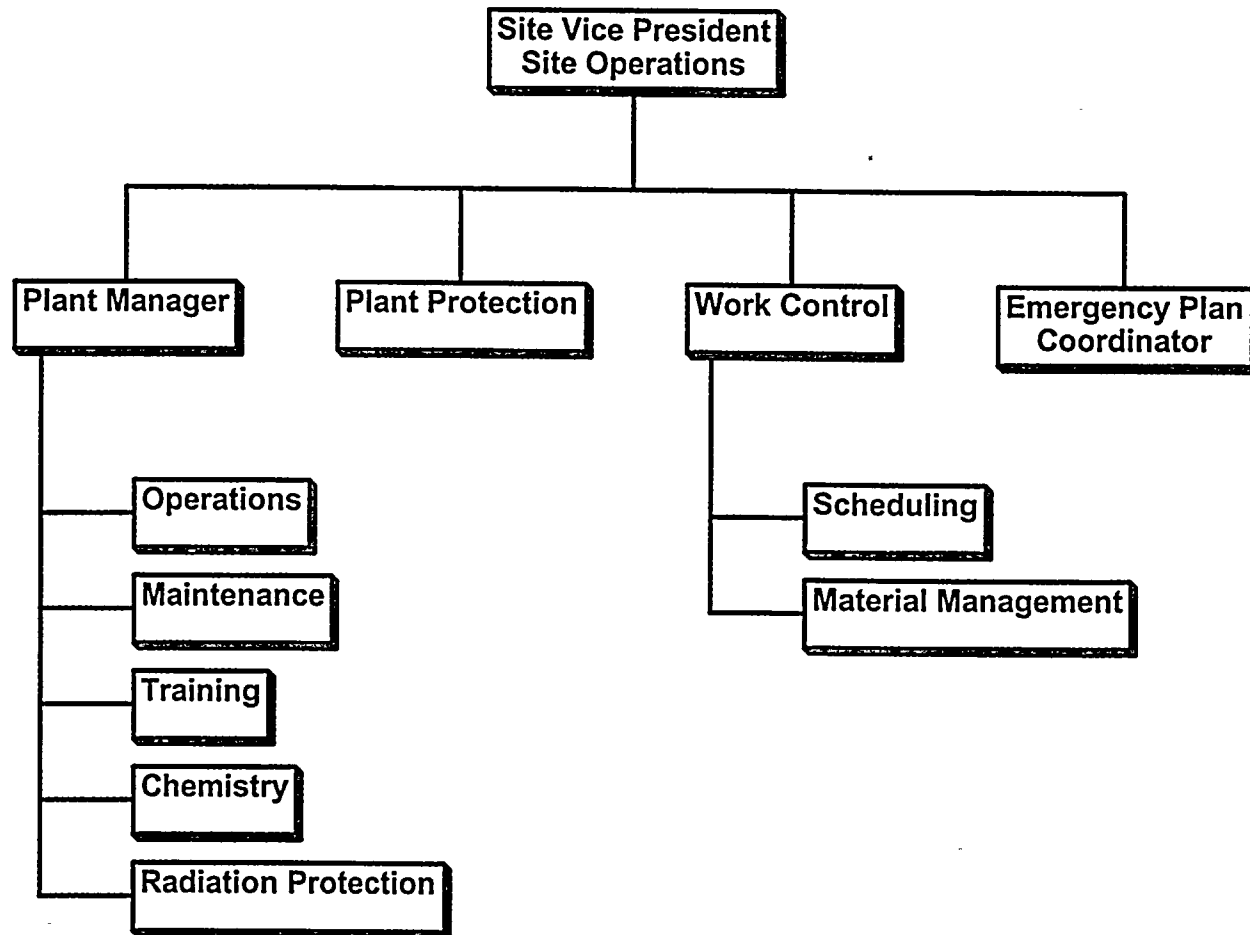 Site Vice President
Site Operations
Plant Manager
Plant Protection
Work Control
Emergency Plan
Coordinator
Operations
Maintenance
Training
Chemistry
Radiation Protection
Scheduling
Material Management